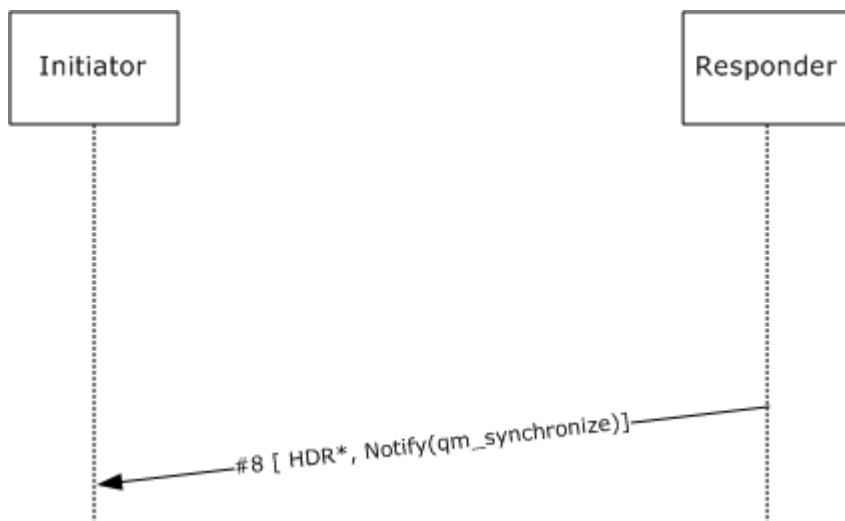 Initiator
Responder
#8 [ HDR*, Notify(qm_synchronize)]